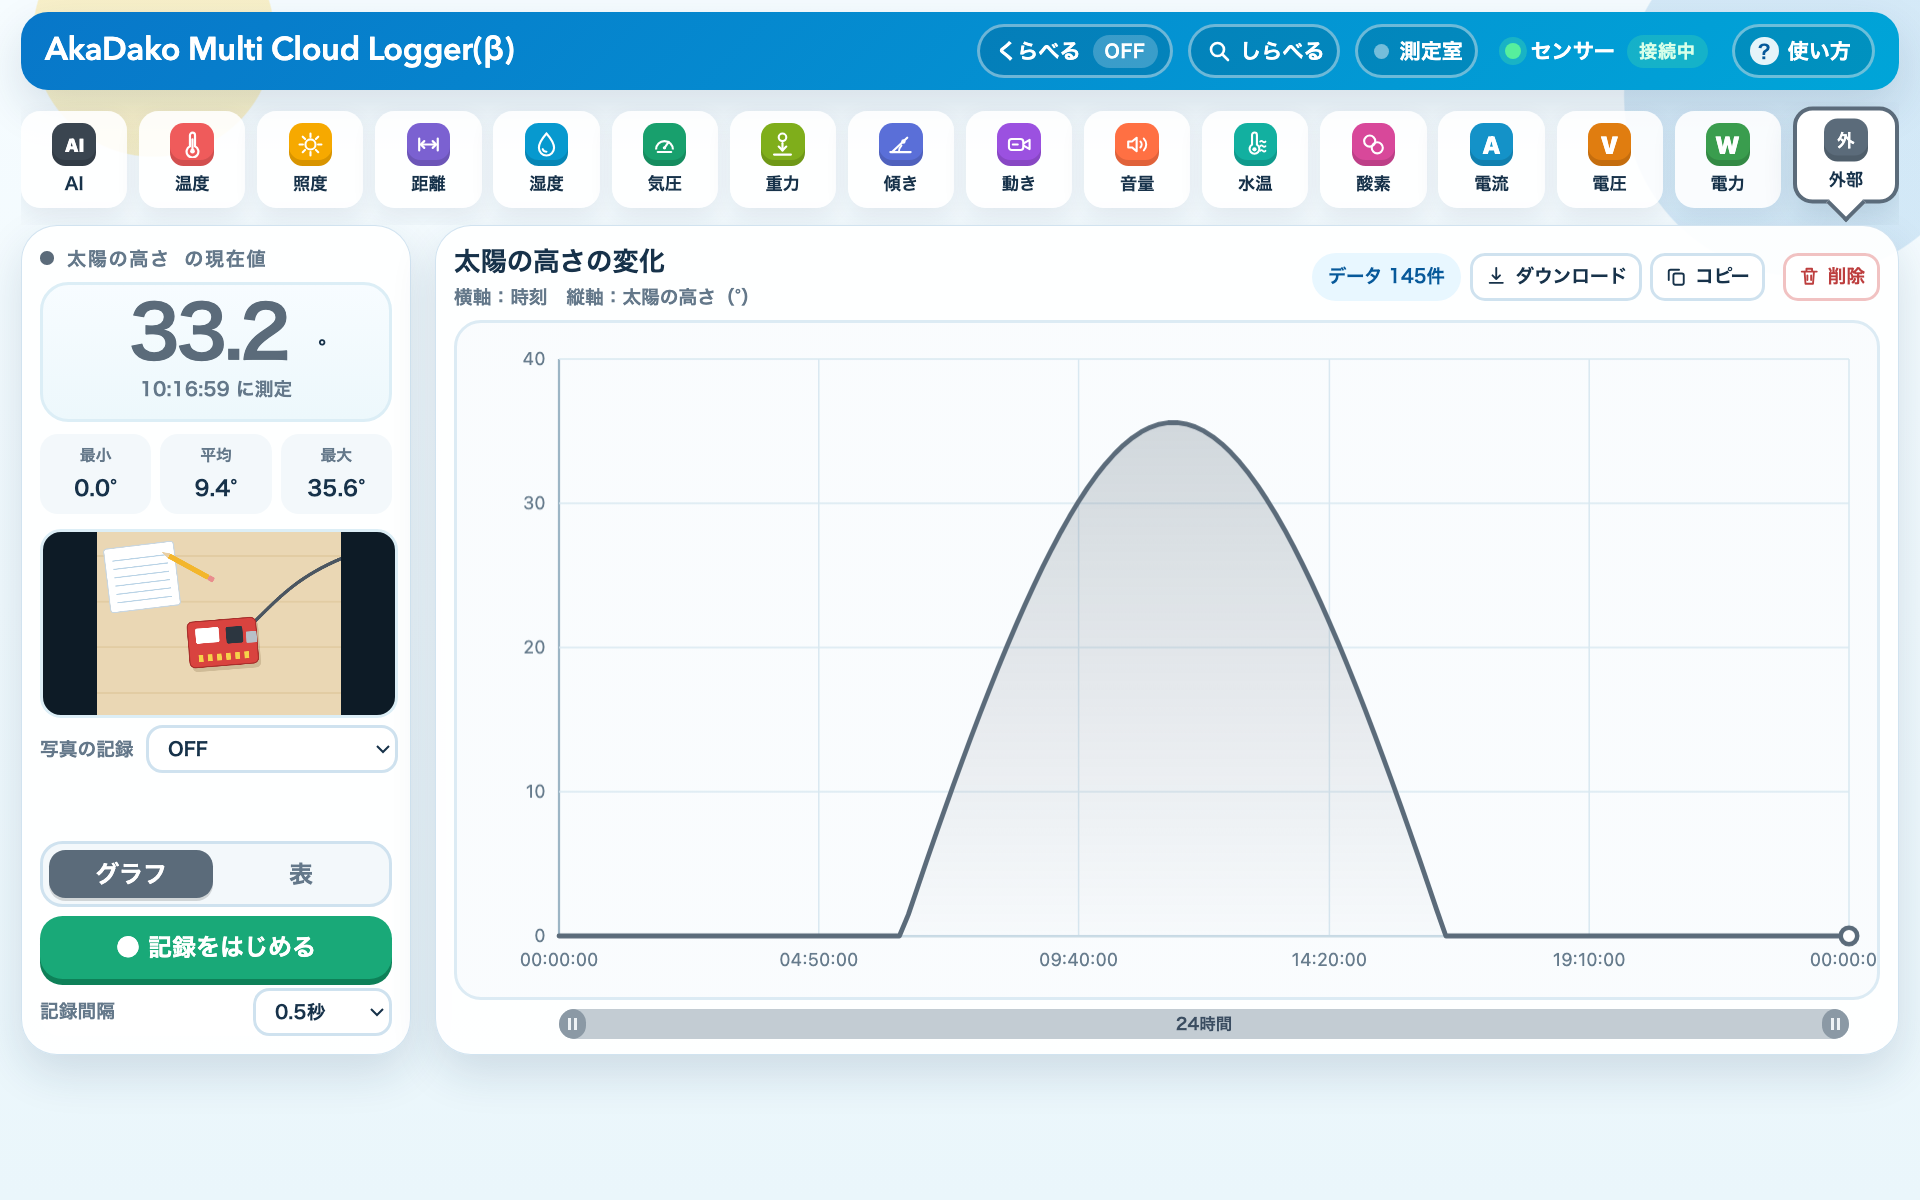 AkaDako Multi Cloud Logger(β)
くらべる OFF
しらべる
測定室
センサー 接続中
? 使い方
AI
AI
温度
照度
距離
湿度
気圧
重力
傾き
動き
音量
水温
酸素
A
電流
V
電圧
W
電力
外
外部
太陽の高さ の現在値
33.2 °
10:16:59 に測定
最小
0.0°
平均
9.4°
最大
35.6°
写真の記録 OFF
グラフ 表
記録をはじめる
記録間隔 0.5秒
太陽の高さの変化
横軸：時刻 縦軸：太陽の高さ（°）
データ 145件
ダウンロード
コピー
削除
40
30
20
10
0
00:00:00 04:50:00 09:40:00 14:20:00 19:10:00 00:00:0
24時間